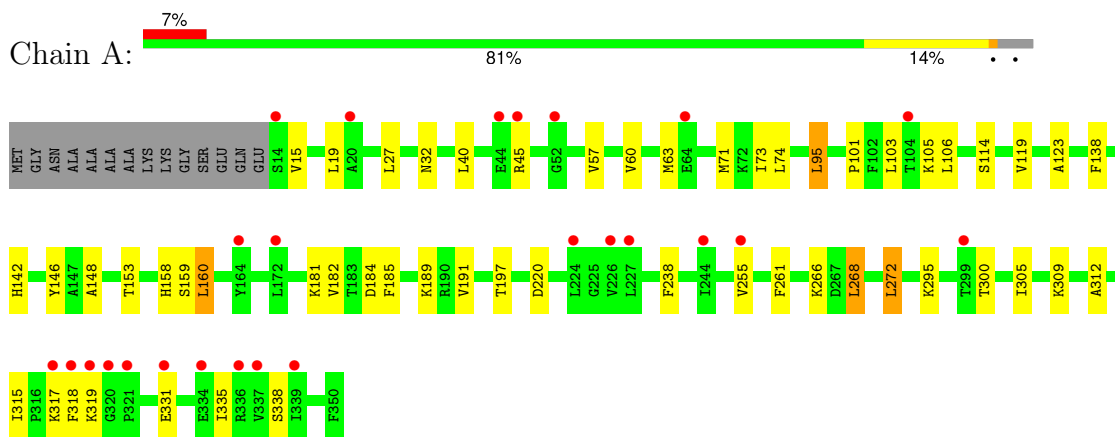 7%
Chain A:
81% 14% • •
MET GLY ASN ALA ALA ALA ALA ALA LYS LYS GLY SER GLU GLN GLU S14 V15 L19 A20 L27 N32 L40 E44 R45 G52 V57 V60 M63 E64 M71 K72 I73 L74 L95 P101 F102 L103 T104 K105 L106 S114 V119 A123 F138
H142 Y146 A147 A148 T153 H158 S159 L160 Y164 L172 K181 V182 T183 D184 F185 K189 R190 V191 T197 D220 L224 G225 V226 L227 F238 I244 V255 F261 K266 D267 L268 L272 K295 T299 T300 I305 K309 A312
I315 P316 K317 F318 K319 G320 P321 E331 E334 I335 R336 V337 S338 I339 F350